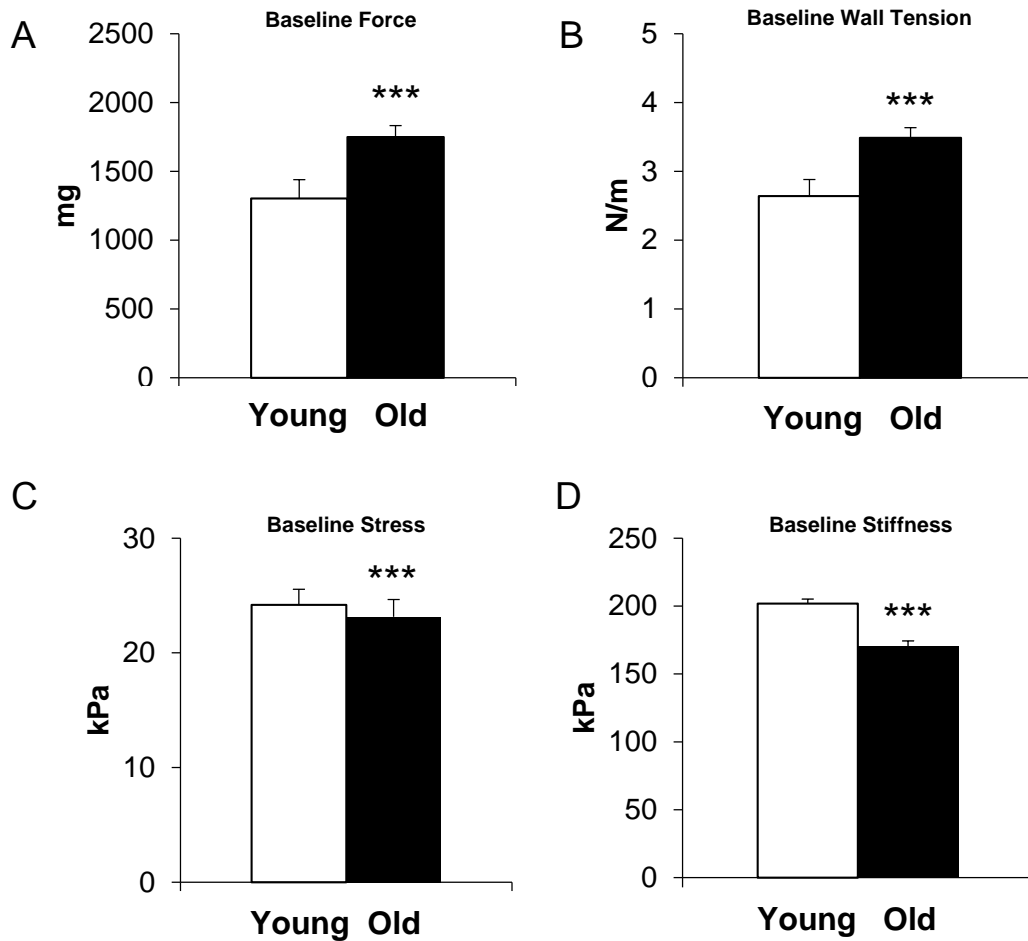 A
Baseline Force
2500
2000
1500
1000
500
0
mg
***
Young Old
B
Baseline Wall Tension
5
4
3
2
1
0
N/m
***
Young Old
C
Baseline Stress
30
20
10
0
kPa
***
Young Old
D
Baseline Stiffness
250
200
150
100
50
0
kPa
***
Young Old